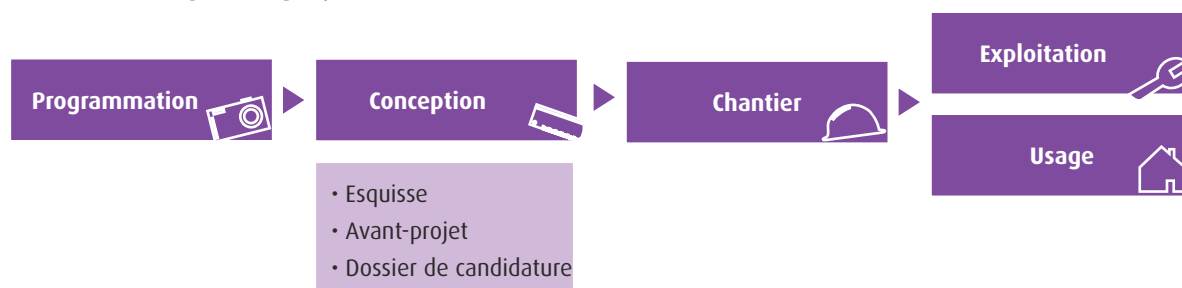 Programmation
Conception
Chantier
Exploitation
Usage
• Esquisse
• Avant-projet
• Dossier de candidature